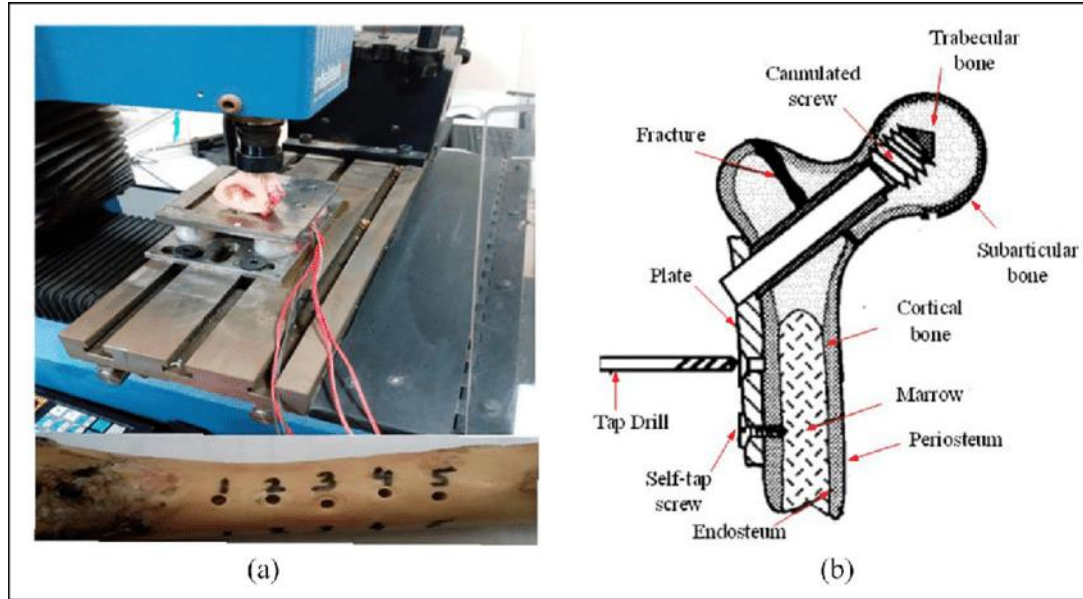 1 2 3 4 5
(a)
Trabecular
bone
Cannulated
screw
Fracture
Subarticular
bone
Plate
Cortical
bone
Tap Drill
Marrow
Periosteum
Self-tap
screw
Endosteum
(b)